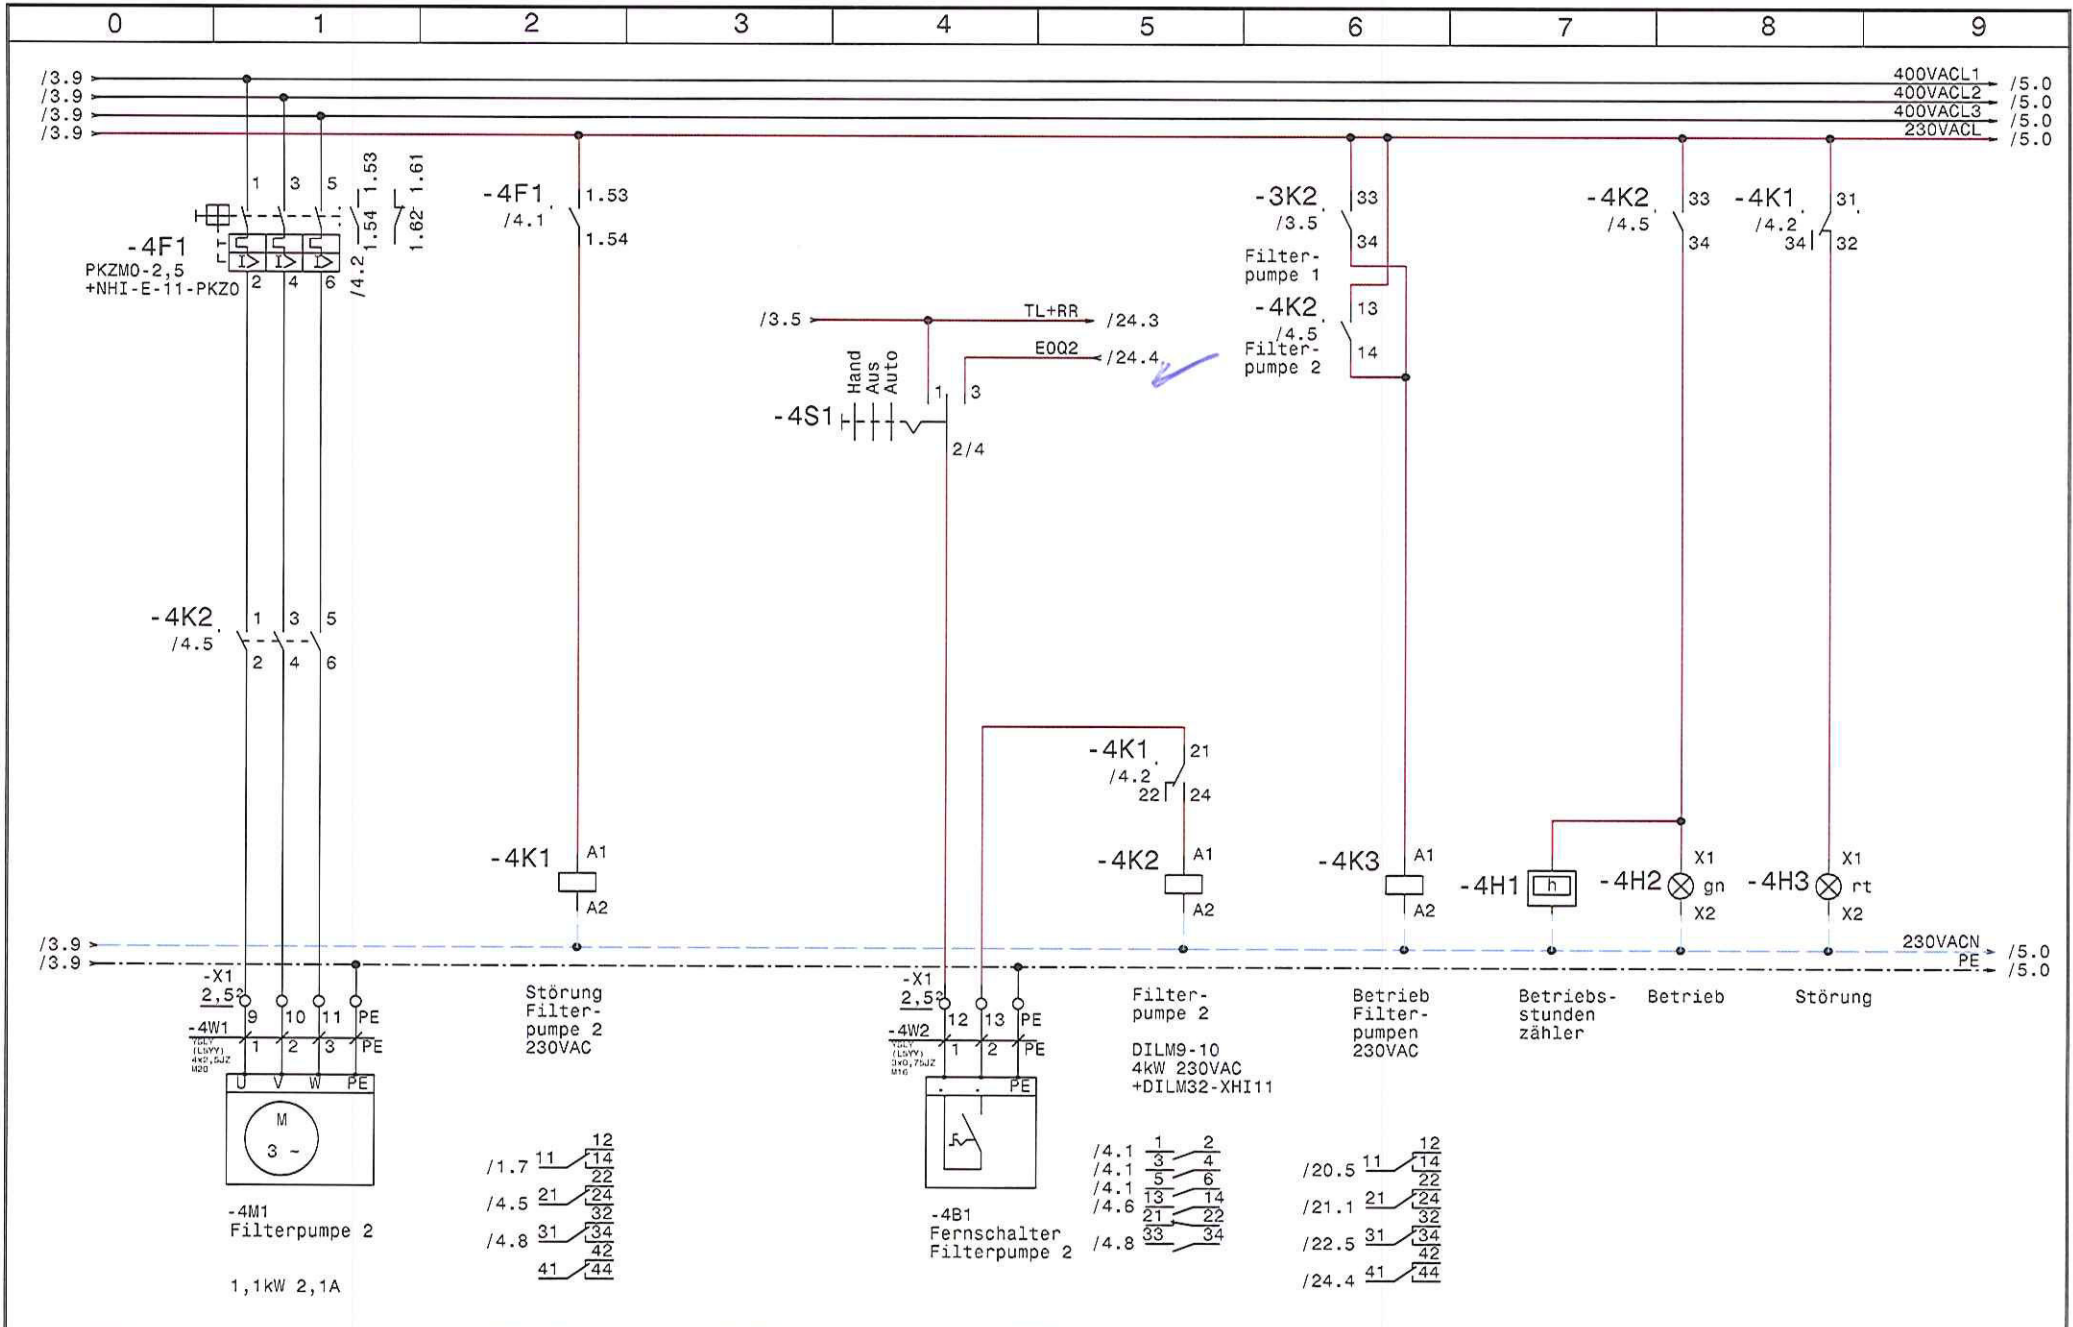 0 1 2 3 4 5 6 7 8 9
/3.9 400VACL1 /5.0
/3.9 400VACL2 /5.0
/3.9 400VACL3 /5.0
/3.9 230VACL /5.0
1 3 5 1.53 1.61
-4F1
PKZM0-2,5
+NHI-E-11-PKZ0
2 4 6 1.54 1.62
/4.2
-4F1 1.53
/4.1
1.54
-3K2 33
/3.5
34
Filter-
pumpe 1
-4K2 13
/4.5
14
Filter-
pumpe 2
-4K2 33
/4.5
34
-4K1 31
/4.2
34 32
/3.5 TL+RR /24.3
E0Q2 /24.4
Hand
Aus
Auto
1 3
-4S1
2/4
-4K2 1 3 5
/4.5
2 4 6
-4K1 21
/4.2
22 24
-4K1 A1
A2
-4K2 A1
A2
-4K3 A1
A2
-4H1 h
-4H2 X1
gn
X2
-4H3 X1
rt
X2
/3.9 230VACN /5.0
/3.9 PE /5.0
-X1
2,5²
9 10 11 PE
-4W1
1 2 3 PE
YSLY
(LSYY)
4x2,5JZ
M20
U V W PE
M
3 ~
-4M1
Filterpumpe 2
1,1kW 2,1A
Störung
Filter-
pumpe 2
230VAC
12
/1.7 11 14
22
/4.5 21 24
32
/4.8 31 34
42
41 44
-X1
2,5²
12 13 PE
-4W2
1 2 PE
YSLY
(LSYY)
3x0,75JZ
M16
. . PE
-4B1
Fernschalter
Filterpumpe 2
Filter-
pumpe 2
DILM9-10
4kW 230VAC
+DILM32-XHI11
/4.1 1 2
/4.1 3 4
/4.1 5 6
/4.6 13 14
21 22
/4.8 33 34
Betrieb
Filter-
pumpen
230VAC
12
/20.5 11 14
22
/21.1 21 24
32
/22.5 31 34
42
/24.4 41 44
Betriebs-
stunden
zähler
Betrieb
Störung